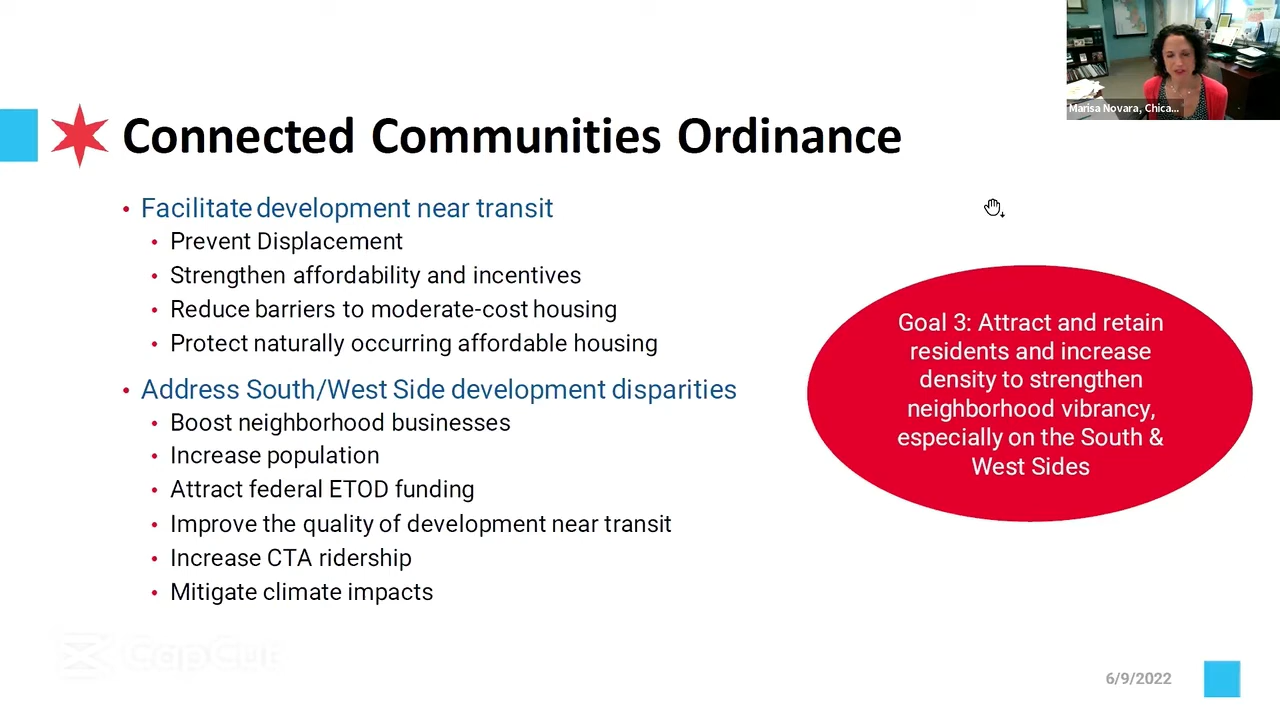 Marisa Novara, Chica...
Connected Communities Ordinance
• Facilitate development near transit
• Prevent Displacement
• Strengthen affordability and incentives
• Reduce barriers to moderate-cost housing
• Protect naturally occurring affordable housing
• Address South/West Side development disparities
• Boost neighborhood businesses
• Increase population
• Attract federal ETOD funding
• Improve the quality of development near transit
• Increase CTA ridership
• Mitigate climate impacts
Goal 3: Attract and retain
residents and increase
density to strengthen
neighborhood vibrancy,
especially on the South &
West Sides
CapCut
6/9/2022